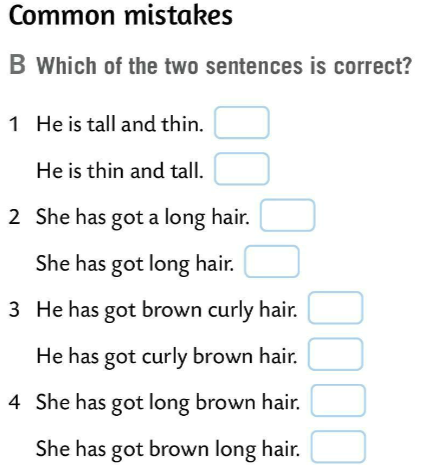 Common mistakes
B Which of the two sentences is correct?
1 He is tall and thin.
He is thin and tall.
2 She has got a long hair.
She has got long hair.
3 He has got brown curly hair.
He has got curly brown hair.
4 She has got long brown hair.
She has got brown long hair.